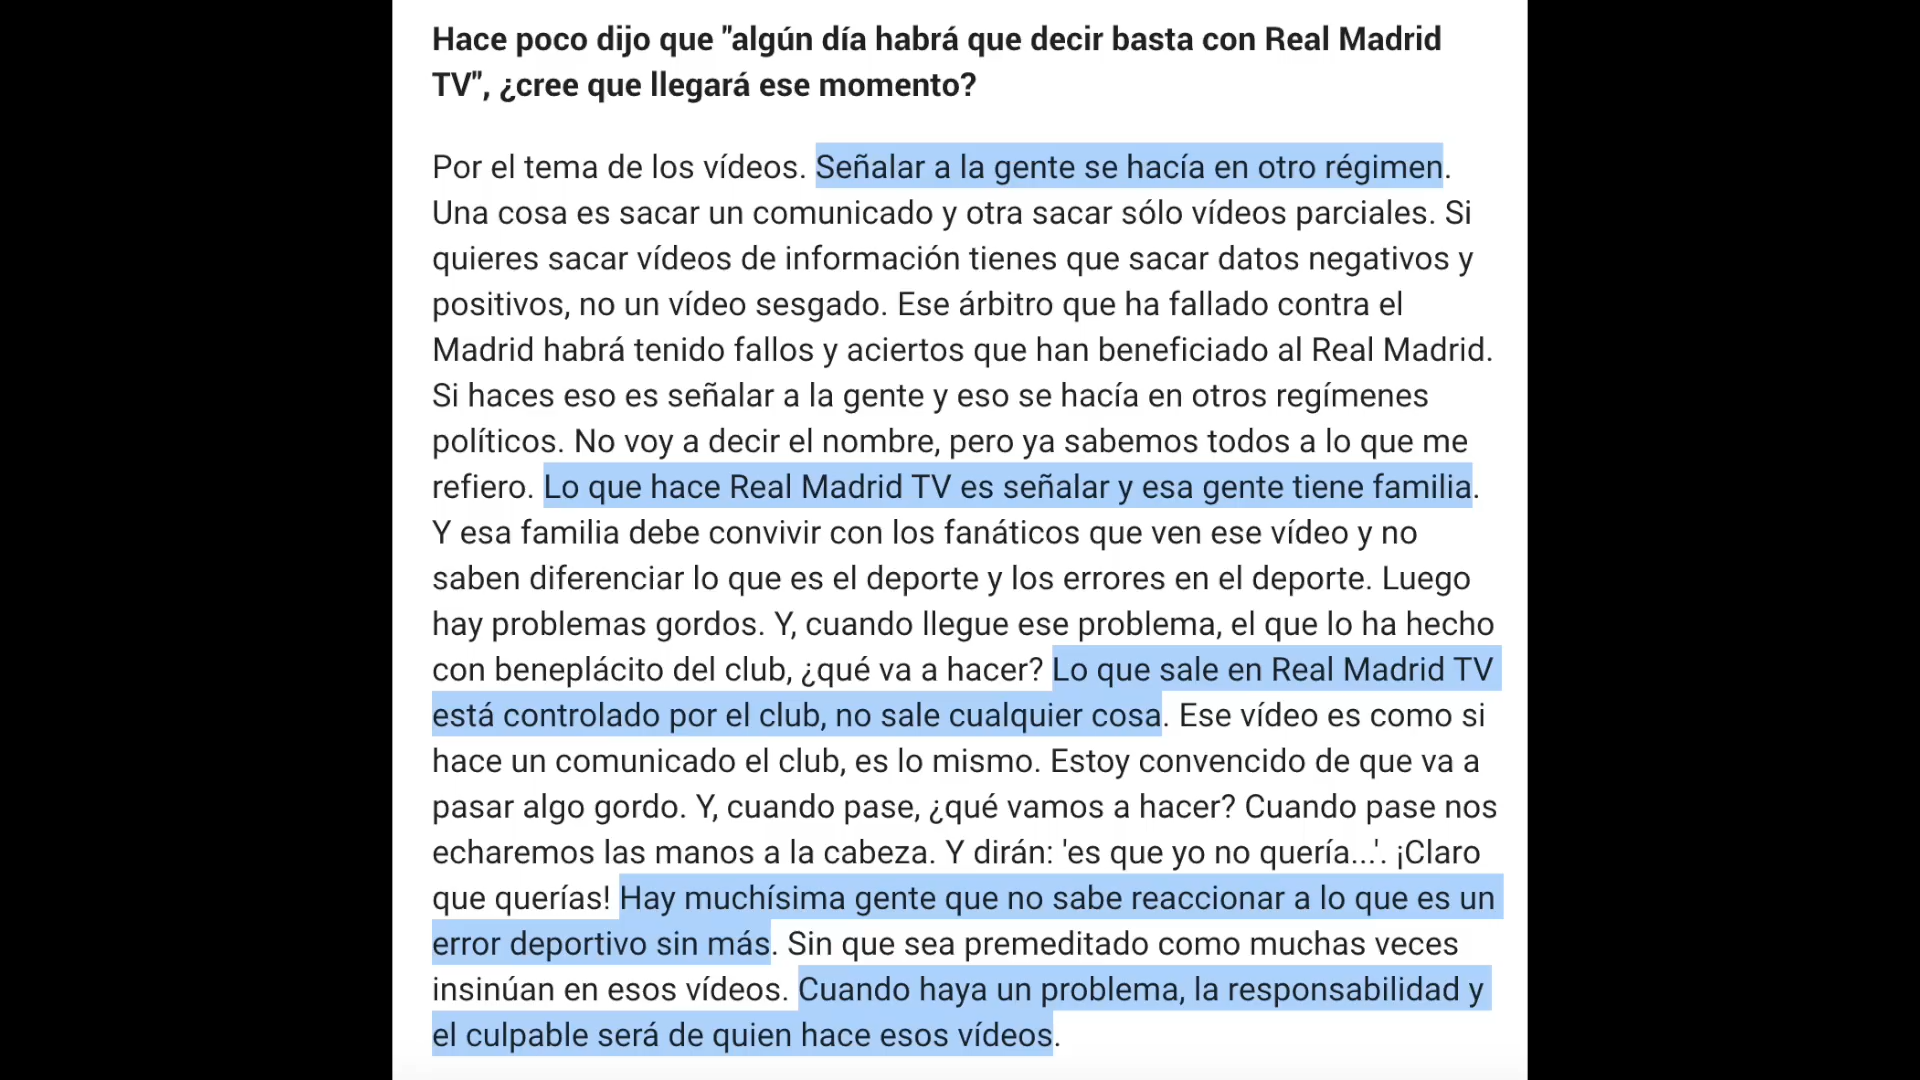 Hace poco dijo que "algún día habrá que decir basta con Real Madrid
TV", ¿cree que llegará ese momento?
Por el tema de los vídeos. Señalar a la gente se hacía en otro régimen.
Una cosa es sacar un comunicado y otra sacar sólo vídeos parciales. Si
quieres sacar vídeos de información tienes que sacar datos negativos y
positivos, no un vídeo sesgado. Ese árbitro que ha fallado contra el
Madrid habrá tenido fallos y aciertos que han beneficiado al Real Madrid.
Si haces eso es señalar a la gente y eso se hacía en otros regímenes
políticos. No voy a decir el nombre, pero ya sabemos todos a lo que me
refiero. Lo que hace Real Madrid TV es señalar y esa gente tiene familia.
Y esa familia debe convivir con los fanáticos que ven ese vídeo y no
saben diferenciar lo que es el deporte y los errores en el deporte. Luego
hay problemas gordos. Y, cuando llegue ese problema, el que lo ha hecho
con beneplácito del club, ¿qué va a hacer? Lo que sale en Real Madrid TV
está controlado por el club, no sale cualquier cosa. Ese vídeo es como si
hace un comunicado el club, es lo mismo. Estoy convencido de que va a
pasar algo gordo. Y, cuando pase, ¿qué vamos a hacer? Cuando pase nos
echaremos las manos a la cabeza. Y dirán: 'es que yo no quería...'. ¡Claro
que querías! Hay muchísima gente que no sabe reaccionar a lo que es un
error deportivo sin más. Sin que sea premeditado como muchas veces
insinúan en esos vídeos. Cuando haya un problema, la responsabilidad y
el culpable será de quien hace esos vídeos.